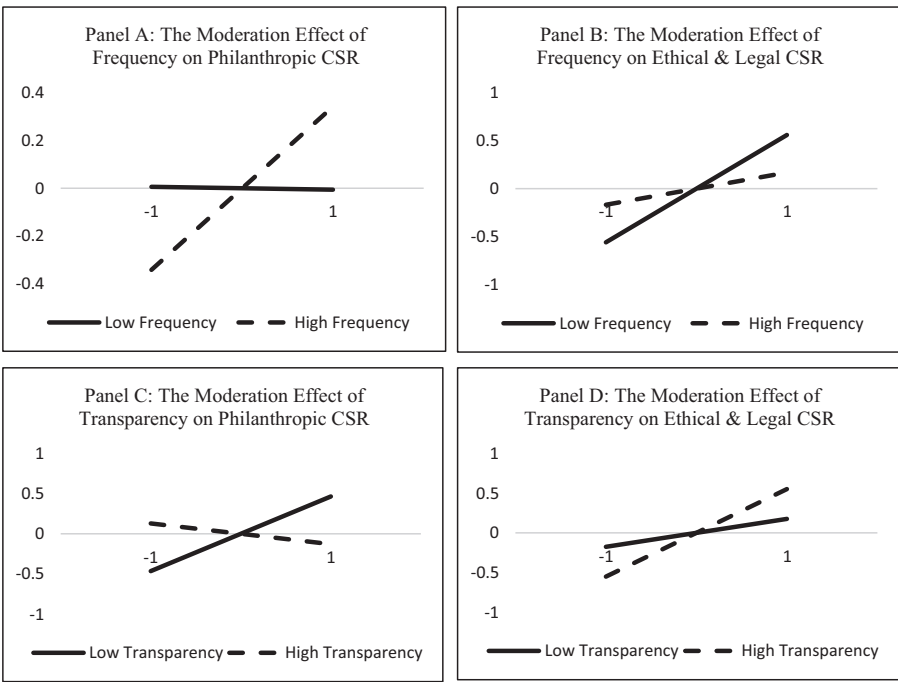 Panel A: The Moderation Effect of
Frequency on Philanthropic CSR
0.4
0.2
0
-0.2
-0.4
-1
1
Low Frequency
High Frequency
Panel B: The Moderation Effect of
Frequency on Ethical & Legal CSR
1
0.5
0
-0.5
-1
-1
1
Low Frequency
High Frequency
Panel C: The Moderation Effect of
Transparency on Philanthropic CSR
1
0.5
0
-0.5
-1
-1
1
Low Transparency
High Transparency
Panel D: The Moderation Effect of
Transparency on Ethical & Legal CSR
1
0.5
0
-0.5
-1
-1
1
Low Transparency
High Transparency